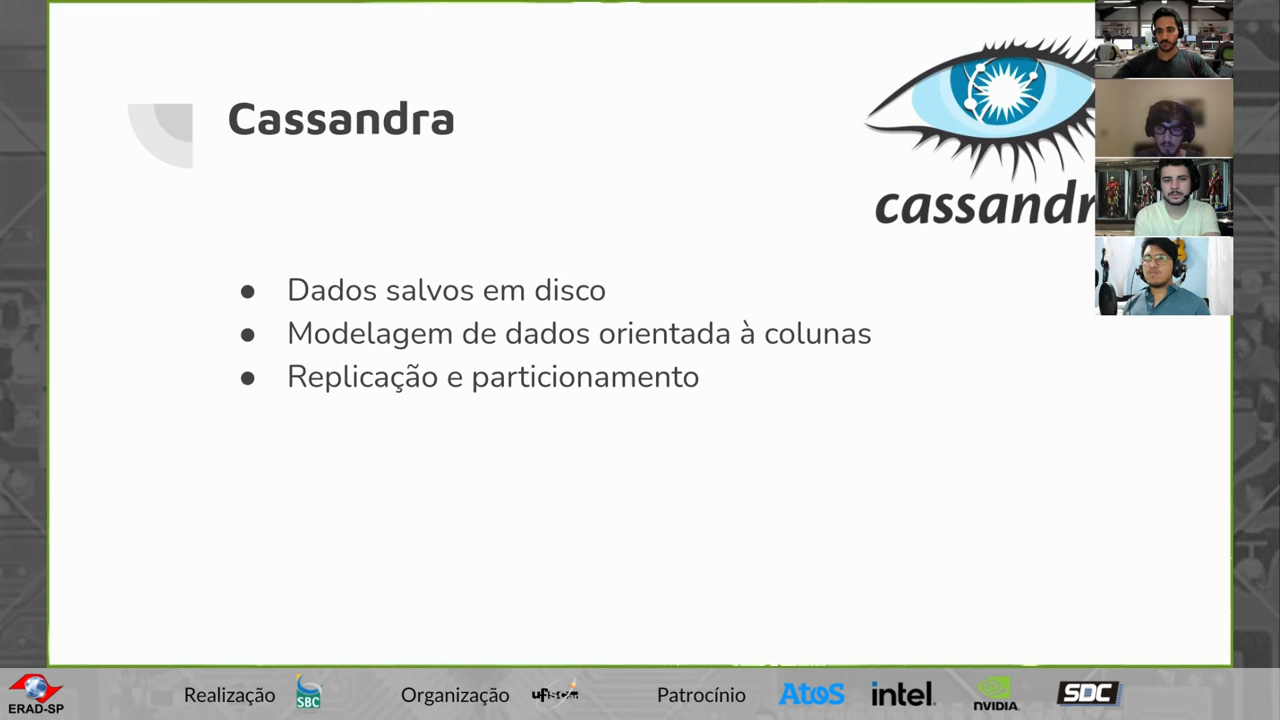 Cassandra
cassandr
Dados salvos em disco
Modelagem de dados orientada à colunas
Replicação e particionamento
ERAD-SP
Realização
SBC
Organização
ufscar
Patrocínio
Atos
intel.
NVIDIA
SDC